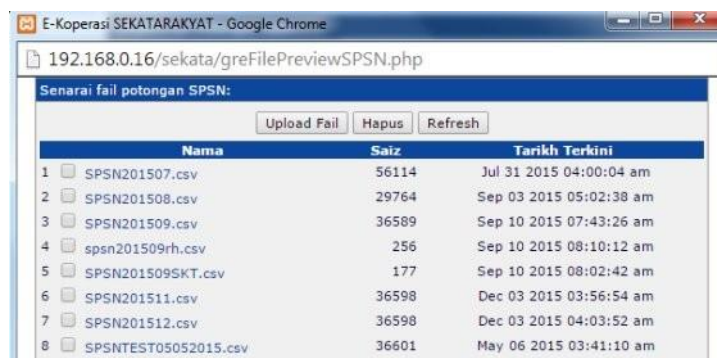 E-Koperasi SEKATARAKYAT - Google Chrome
192.168.0.16/sekata/greFilePreviewSPSN.php
Senarai fail potongan SPSN:
Upload Fail Hapus Refresh
Nama Saiz Tarikh Terkini
1 SPSN201507.csv 56114 Jul 31 2015 04:00:04 am
2 SPSN201508.csv 29764 Sep 03 2015 05:02:38 am
3 SPSN201509.csv 36589 Sep 10 2015 07:43:26 am
4 spsn201509rh.csv 256 Sep 10 2015 08:10:12 am
5 SPSN201509SKT.csv 177 Sep 10 2015 08:02:42 am
6 SPSN201511.csv 36598 Dec 03 2015 03:56:54 am
7 SPSN201512.csv 36598 Dec 03 2015 04:03:52 am
8 SPSNTEST05052015.csv 36601 May 06 2015 03:41:10 am